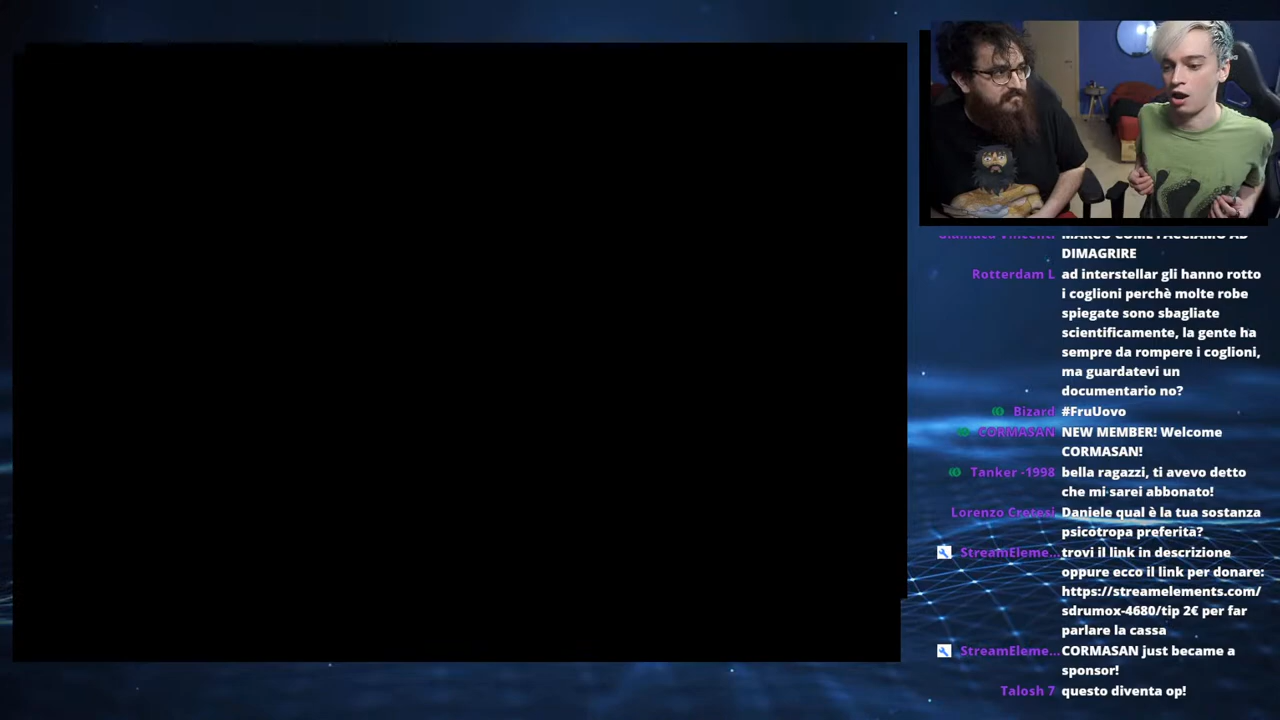 DIMAGRIRE
Rotterdam L ad interstellar gli hanno rotto
i coglioni perchè molte robe
spiegate sono sbagliate
scientificamente, la gente ha
sempre da rompere i coglioni,
ma guardatevi un
documentario no?
Bizard #FruUovo
CORMASAN NEW MEMBER! Welcome
CORMASAN!
Tanker -1998 bella ragazzi, ti avevo detto
che mi sarei abbonato!
Lorenzo Cretesi Daniele qual è la tua sostanza
psicotropa preferita?
StreamEleme... trovi il link in descrizione
oppure ecco il link per donare:
https://streamelements.com/
sdrumox-4680/tip 2€ per far
parlare la cassa
StreamEleme... CORMASAN just became a
sponsor!
Talosh 7 questo diventa op!